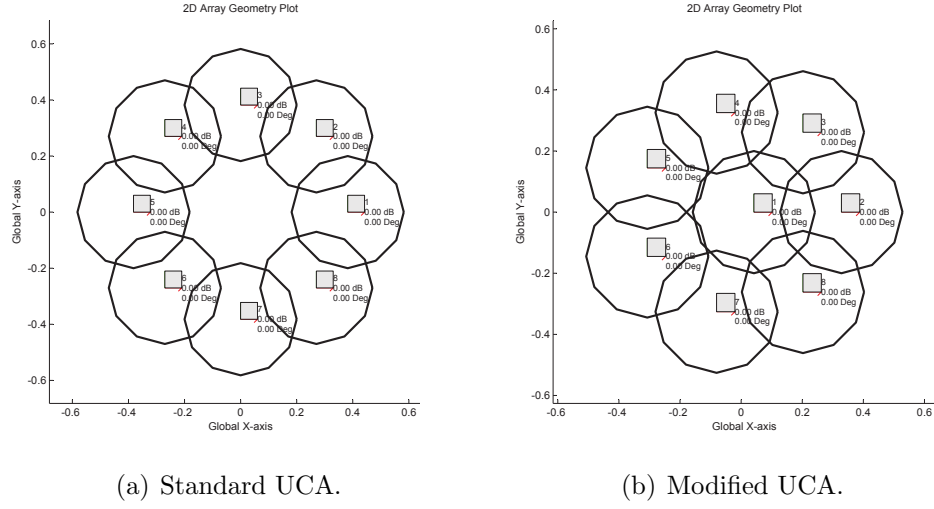 2D Array Geometry Plot
0.6
0.4
0.2
0
-0.2
-0.4
-0.6
Global Y-axis
3
0.00 dB
0.00 Deg
4
0.00 dB
0.00 Deg
2
0.00 dB
0.00 Deg
5
0.00 dB
0.00 Deg
1
0.00 dB
0.00 Deg
6
0.00 dB
0.00 Deg
8
0.00 dB
0.00 Deg
7
0.00 dB
0.00 Deg
-0.6 -0.4 -0.2 0 0.2 0.4 0.6
Global X-axis
(a) Standard UCA.
2D Array Geometry Plot
0.6
0.4
0.2
0
-0.2
-0.4
-0.6
Global Y-axis
4
0.00 dB
0.00 Deg
3
0.00 dB
0.00 Deg
5
0.00 dB
0.00 Deg
1
0.00 dB
0.00 Deg
2
0.00 dB
0.00 Deg
6
0.00 dB
0.00 Deg
8
0.00 dB
0.00 Deg
7
0.00 dB
0.00 Deg
-0.6 -0.4 -0.2 0 0.2 0.4 0.6
Global X-axis
(b) Modified UCA.